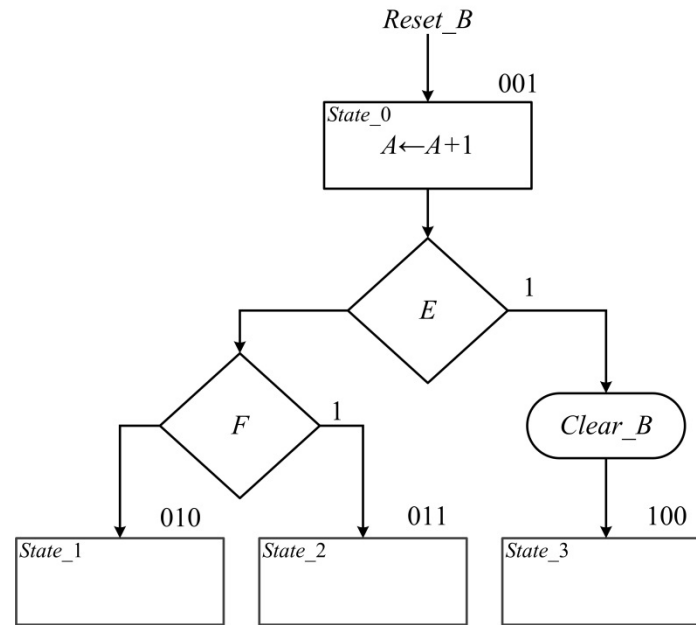 Reset_B
001
State_0
A←A+1
E
1
F
1
Clear_B
010
011
100
State_1
State_2
State_3